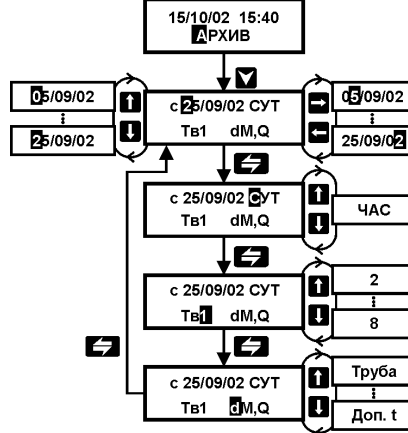 15/10/02 15:40
АРХИВ
05/09/02
25/09/02
с 25/09/02 СУТ
Тв1 dM,Q
05/09/02
25/09/02
с 25/09/02 СУТ
Тв1 dM,Q
ЧАС
с 25/09/02 СУТ
Тв1 dM,Q
2
8
с 25/09/02 СУТ
Тв1 dM,Q
Труба
Доп. t